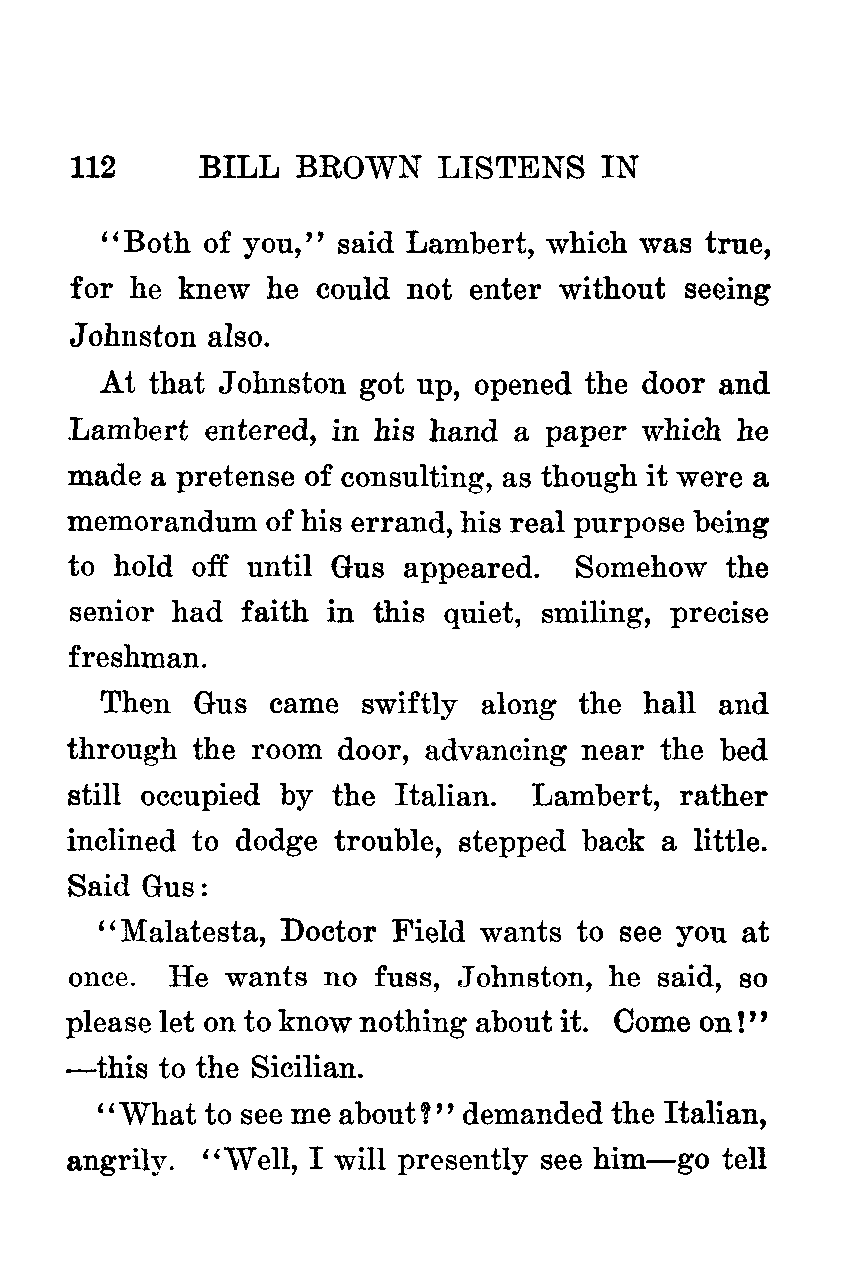 112 BILL BROWN LISTENS IN
"Both of you," said Lambert, which was true,
for he knew he could not enter without seeing
Johnston also.
At that Johnston got up, opened the door and
Lambert entered, in his hand a paper which he
made a pretense of consulting, as though it were a
memorandum of his errand, his real purpose being
to hold off until Gus appeared. Somehow the
senior had faith in this quiet, smiling, precise
freshman.
Then Gus came swiftly along the hall and
through the room door, advancing near the bed
still occupied by the Italian. Lambert, rather
inclined to dodge trouble, stepped back a little.
Said Gus:
"Malatesta, Doctor Field wants to see you at
once. He wants no fuss, Johnston, he said, so
please let on to know nothing about it. Come on!"
—this to the Sicilian.
"What to see me about?" demanded the Italian,
angrily. "Well, I will presently see him—go tell